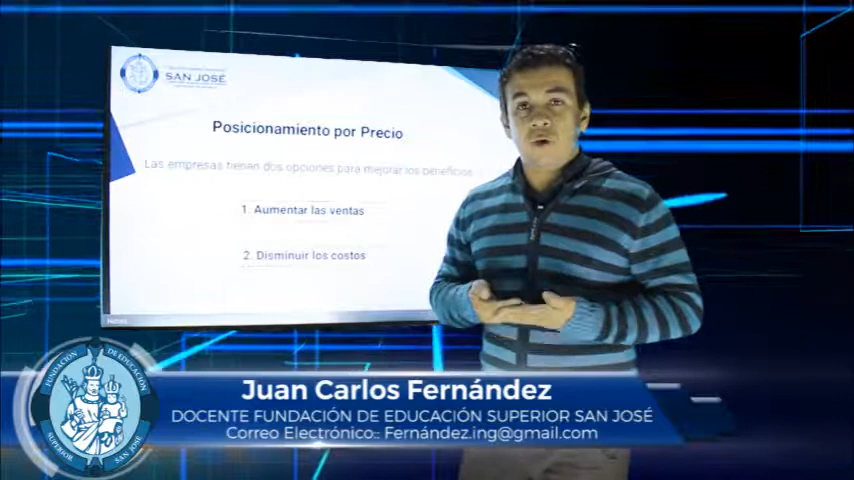 SAN JOSÉ
Posicionamiento por Precio
Las empresas tienen dos opciones para mejorar los beneficios
1. Aumentar las ventas
2. Disminuir los costos
Juan Carlos Fernández
DOCENTE FUNDACIÓN DE EDUCACIÓN SUPERIOR SAN JOSÉ
Correo Electrónico.: Fernández.ing@gmail.com
FUNDACIÓN DE EDUCACIÓN
SUPERIOR SAN JOSÉ